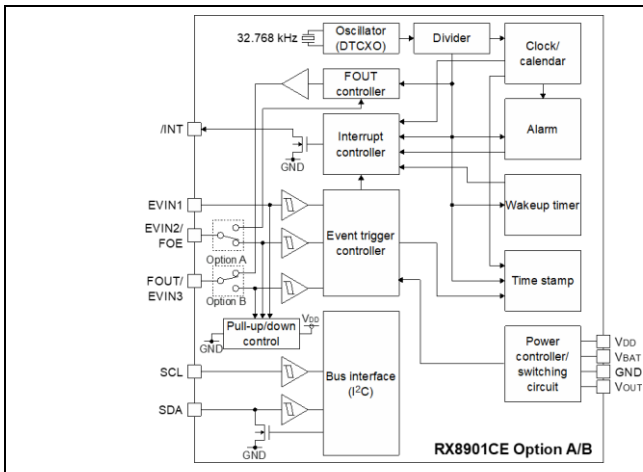 32.768 kHz
Oscillator
(DTCXO)
Divider
Clock/
calendar
FOUT
controller
/INT
GND
Interrupt
controller
Alarm
EVIN1
EVIN2/
FOE
Option A
FOUT/
EVIN3
Option B
Event trigger
controller
Wakeup timer
Time stamp
VDD
GND
Pull-up/down
control
SCL
SDA
GND
Bus interface
(I2C)
Power
controller/
switching
circuit
VDD
VBAT
GND
VOUT
RX8901CE Option A/B